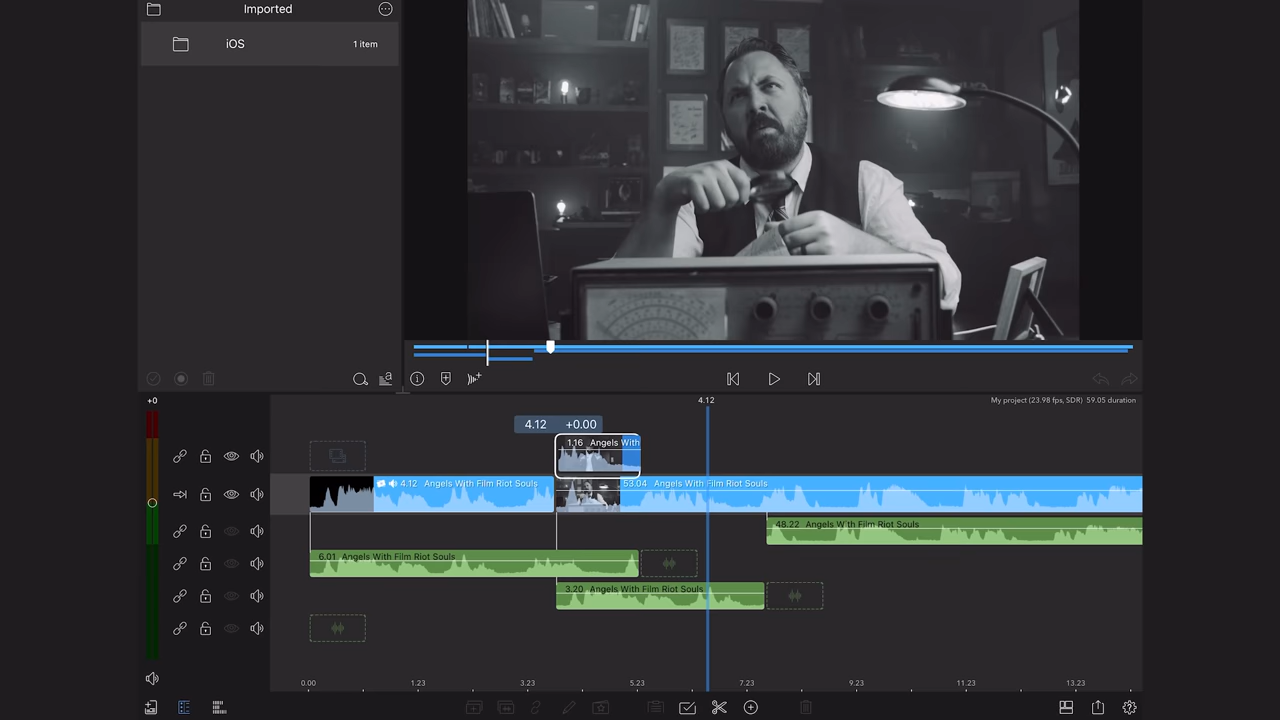 Imported
iOS 1 item
+0
4.12
My project (23.98 fps, SDR) 59.05 duration
4.12 +0.00
1.16 Angels With
4.12 Angels With Film Riot Souls
53.04 Angels With Film Riot Souls
48.22 Angels With Film Riot Souls
6.01 Angels With Film Riot Souls
3.20 Angels With Film Riot Souls
0.00 1.23 3.23 5.23 7.23 9.23 11.23 13.23